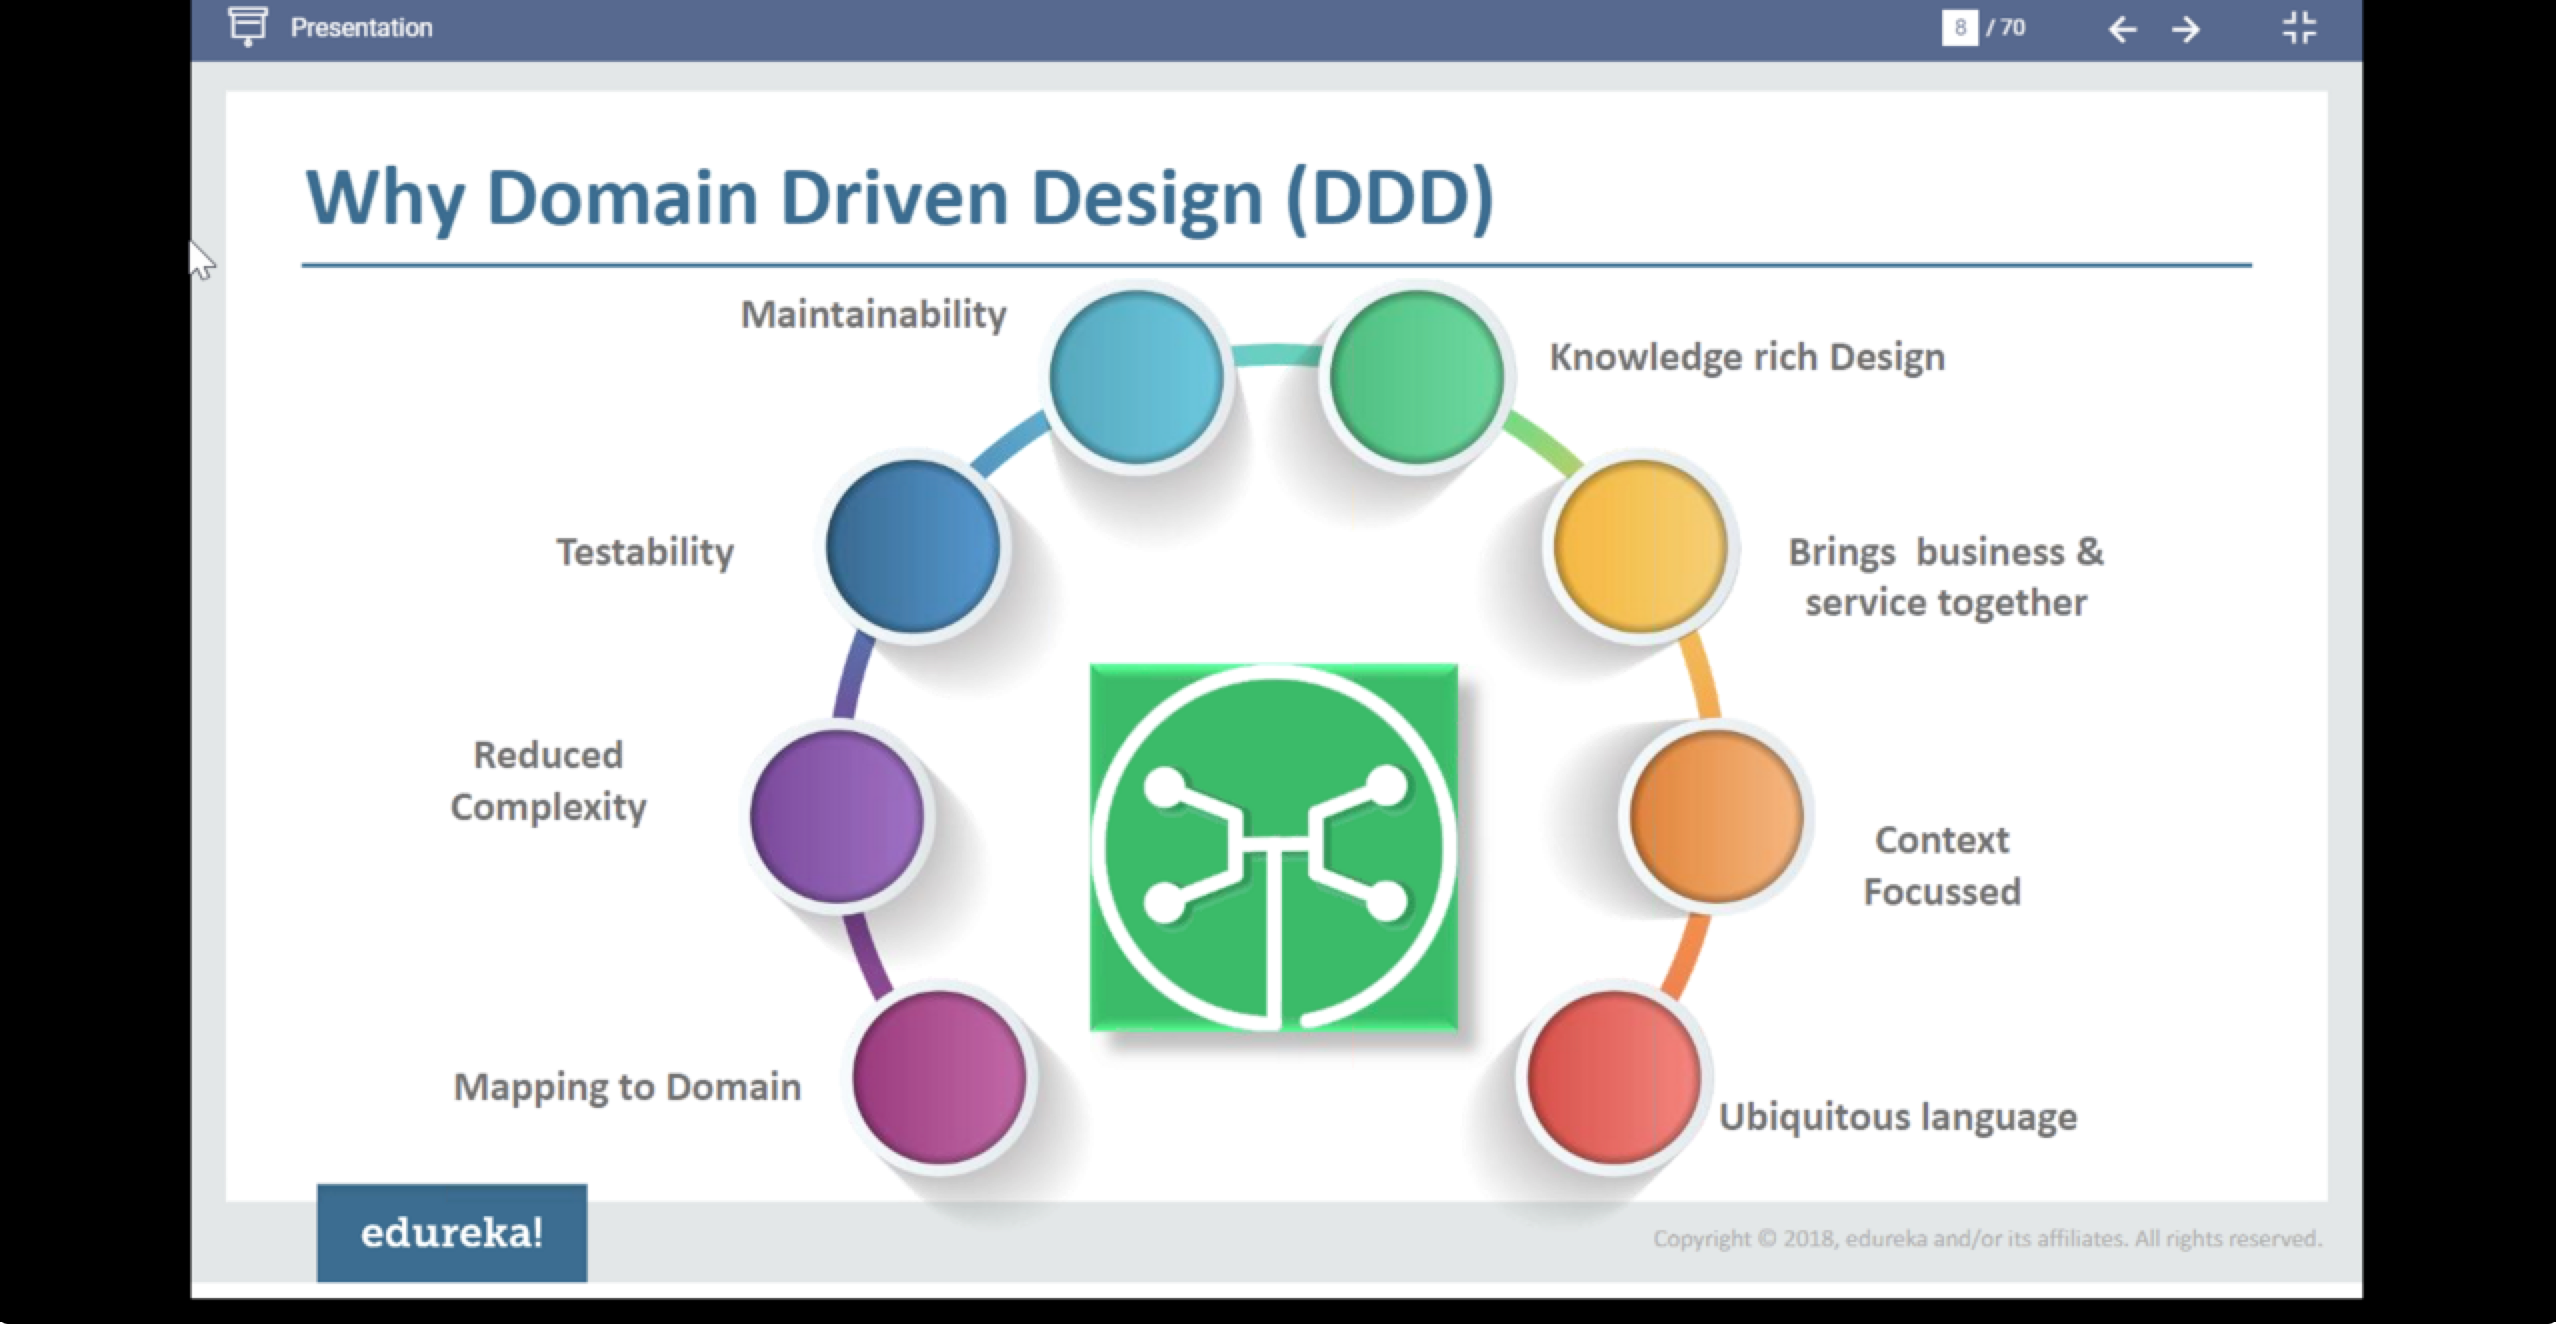 Presentation
8 / 70
Why Domain Driven Design (DDD)
Maintainability
Knowledge rich Design
Testability
Brings business &
service together
Reduced
Complexity
Context
Focussed
Mapping to Domain
Ubiquitous language
edureka!
Copyright © 2018, edureka and/or its affiliates. All rights reserved.